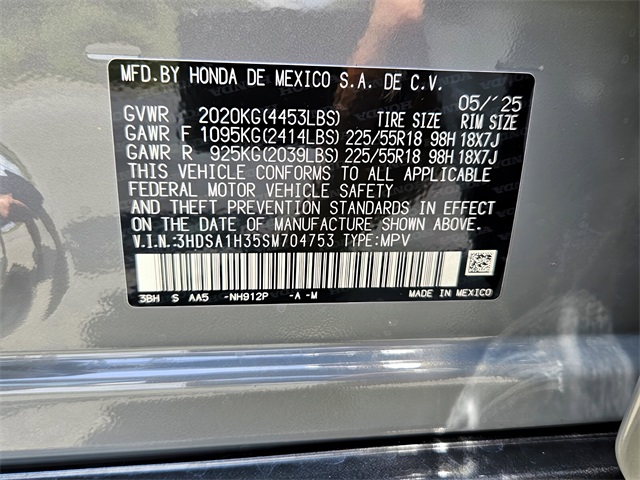 MFD.BY HONDA DE MEXICO S.A. DE C.V.
05/'25
GVWR 2020KG(4453LBS) TIRE SIZE RIM SIZE
GAWR F 1095KG(2414LBS) 225/55R18 98H 18X7J
GAWR R 925KG(2039LBS) 225/55R18 98H 18X7J
THIS VEHICLE CONFORMS TO ALL APPLICABLE
FEDERAL MOTOR VEHICLE SAFETY
AND THEFT PREVENTION STANDARDS IN EFFECT
ON THE DATE OF MANUFACTURE SHOWN ABOVE.
V.I.N.:3HDSA1H35SM704753 TYPE:MPV
3BH S AA5 -NH912P -A -M MADE IN MEXICO